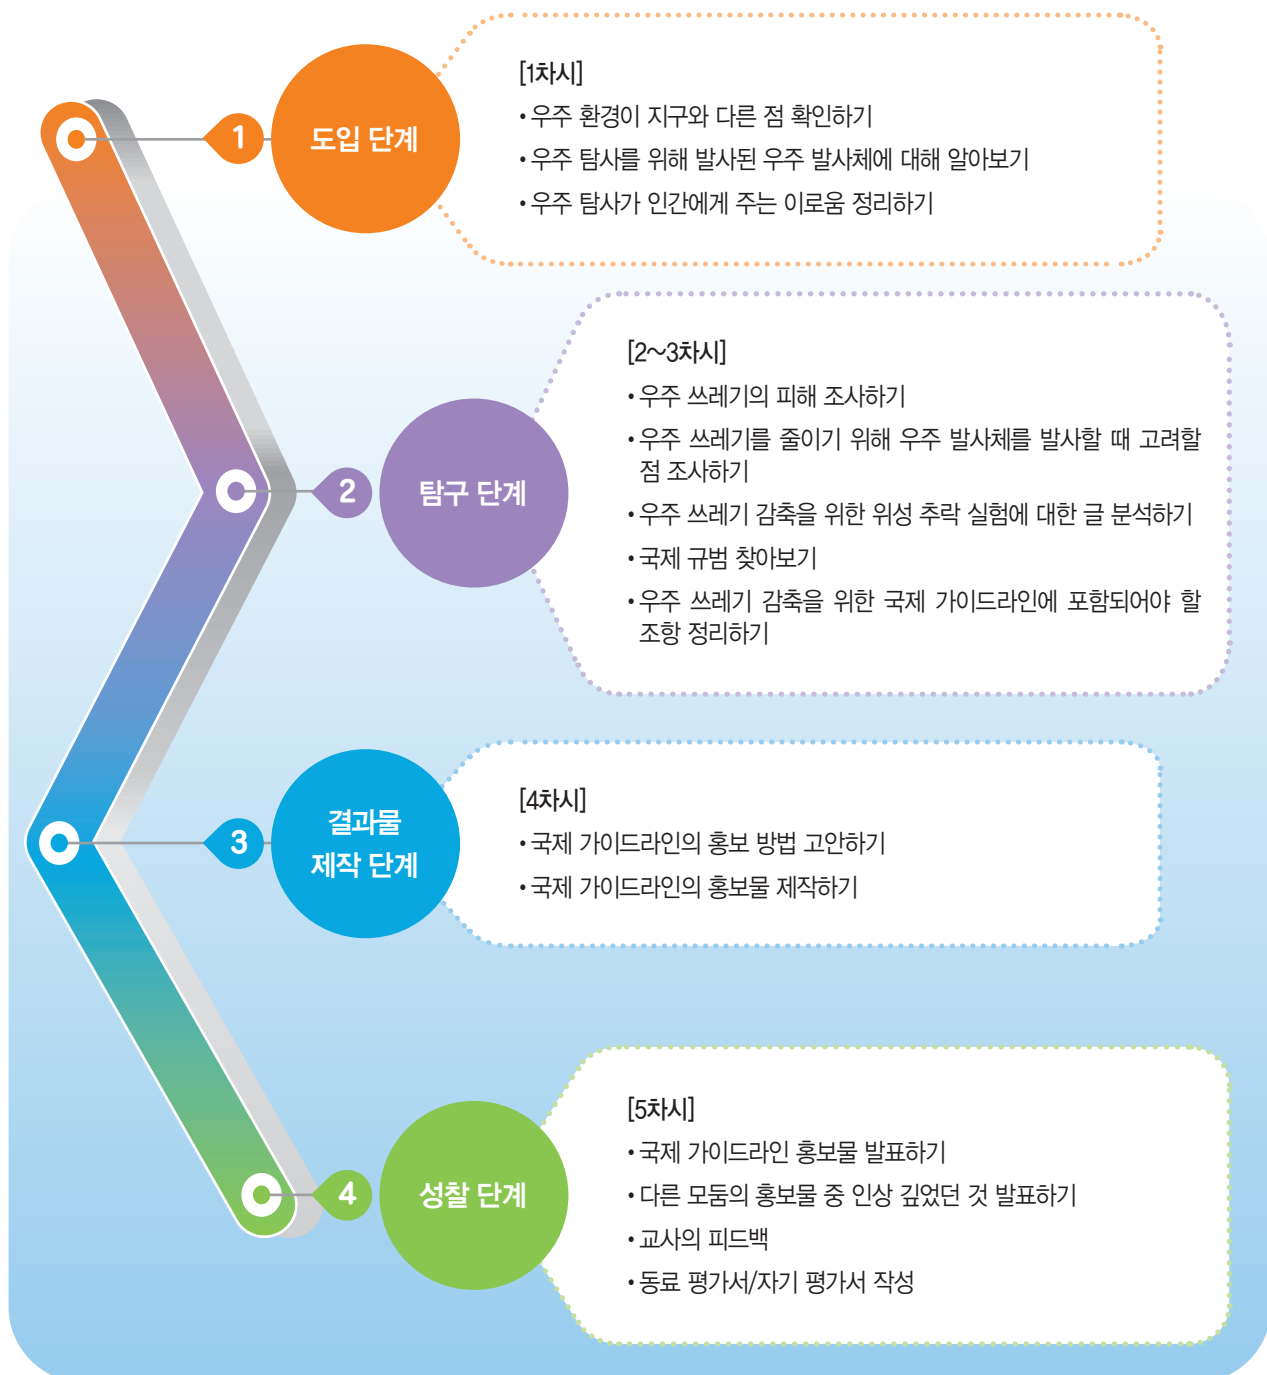 1
도입 단계
[1차시]
• 우주 환경이 지구와 다른 점 확인하기
• 우주 탐사를 위해 발사된 우주 발사체에 대해 알아보기
• 우주 탐사가 인간에게 주는 이로움 정리하기
2
탐구 단계
[2~3차시]
• 우주 쓰레기의 피해 조사하기
• 우주 쓰레기를 줄이기 위해 우주 발사체를 발사할 때 고려할
점 조사하기
• 우주 쓰레기 감축을 위한 위성 추락 실험에 대한 글 분석하기
• 국제 규범 찾아보기
• 우주 쓰레기 감축을 위한 국제 가이드라인에 포함되어야 할
조항 정리하기
3
결과물
제작 단계
[4차시]
• 국제 가이드라인의 홍보 방법 고안하기
• 국제 가이드라인의 홍보물 제작하기
4
성찰 단계
[5차시]
• 국제 가이드라인 홍보물 발표하기
• 다른 모둠의 홍보물 중 인상 깊었던 것 발표하기
• 교사의 피드백
• 동료 평가서/자기 평가서 작성